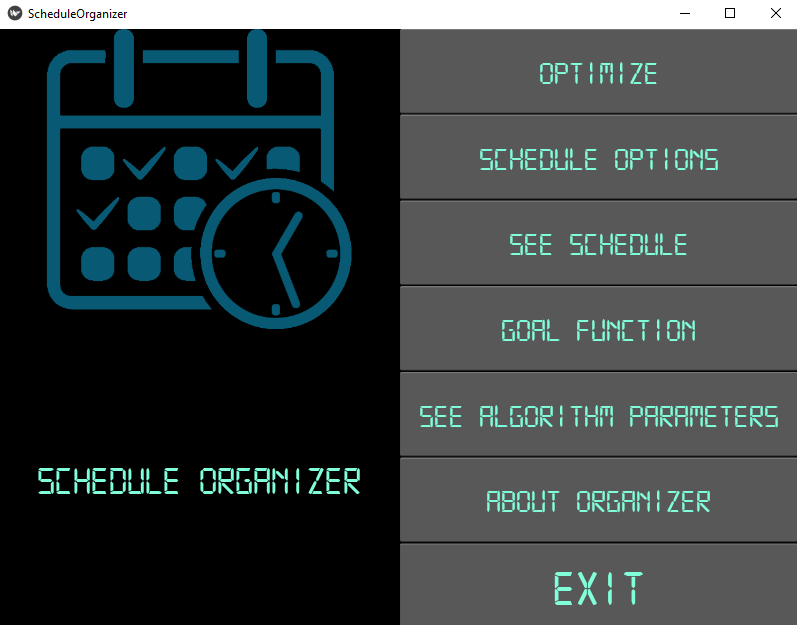 ScheduleOrganizer
OPTIMIZE
SCHEDULE OPTIONS
SEE SCHEDULE
GOAL FUNCTION
SEE ALGORITHM PARAMETERS
SCHEDULE ORGANIZER
ABOUT ORGANIZER
EXIT